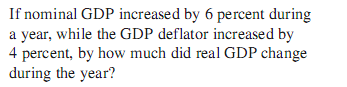 If nominal GDP increased by 6 percent during
a year, while the GDP deflator increased by
4 percent, by how much did real GDP change
during the year?